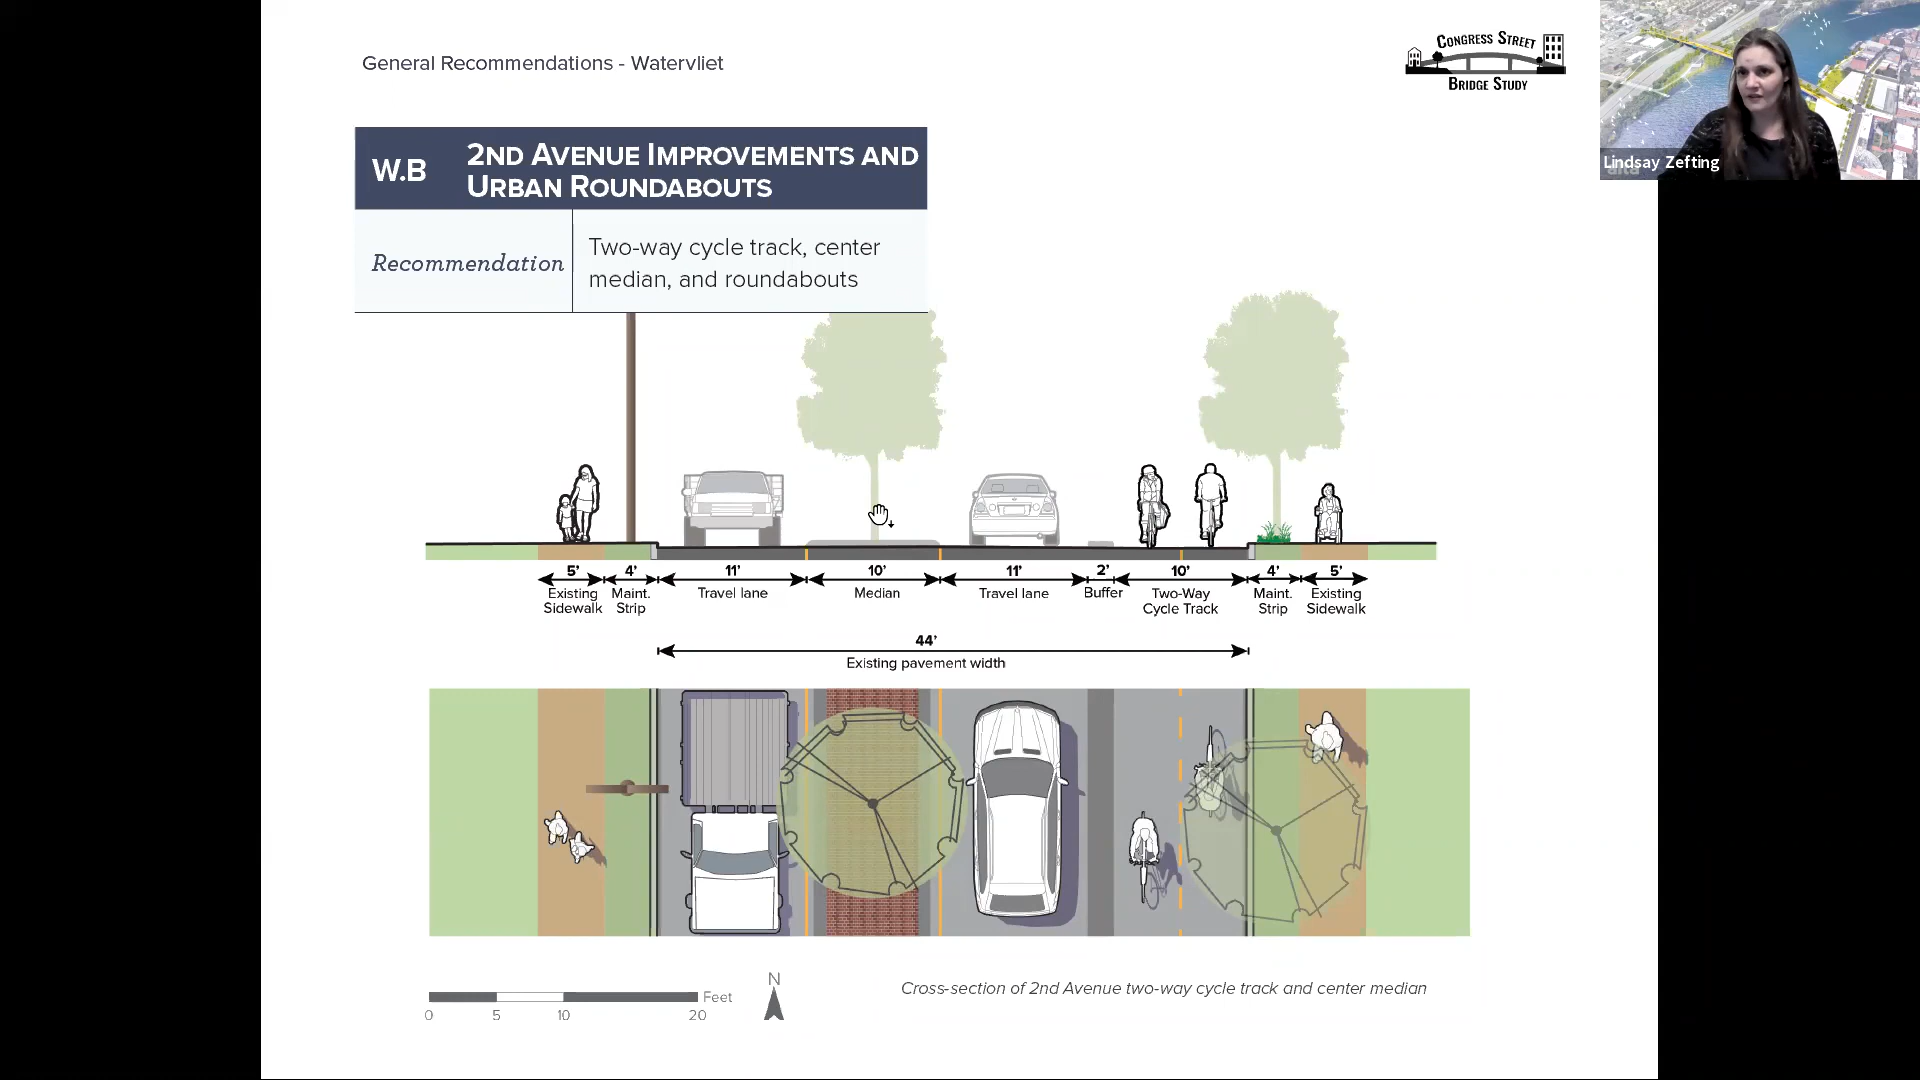 General Recommendations - Watervliet
CONGRESS STREET
BRIDGE STUDY
Lindsay Zefting
alta
W.B
2ND AVENUE IMPROVEMENTS AND
URBAN ROUNDABOUTS
Recommendation
Two-way cycle track, center
median, and roundabouts
5' 4' 11' 10' 11' 2' 10' 4' 5'
Existing Maint. Travel lane Median Travel lane Buffer Two-Way Maint. Existing
Sidewalk Strip Cycle Track Strip Sidewalk
44'
Existing pavement width
N
Feet
0 5 10 20
Cross-section of 2nd Avenue two-way cycle track and center median